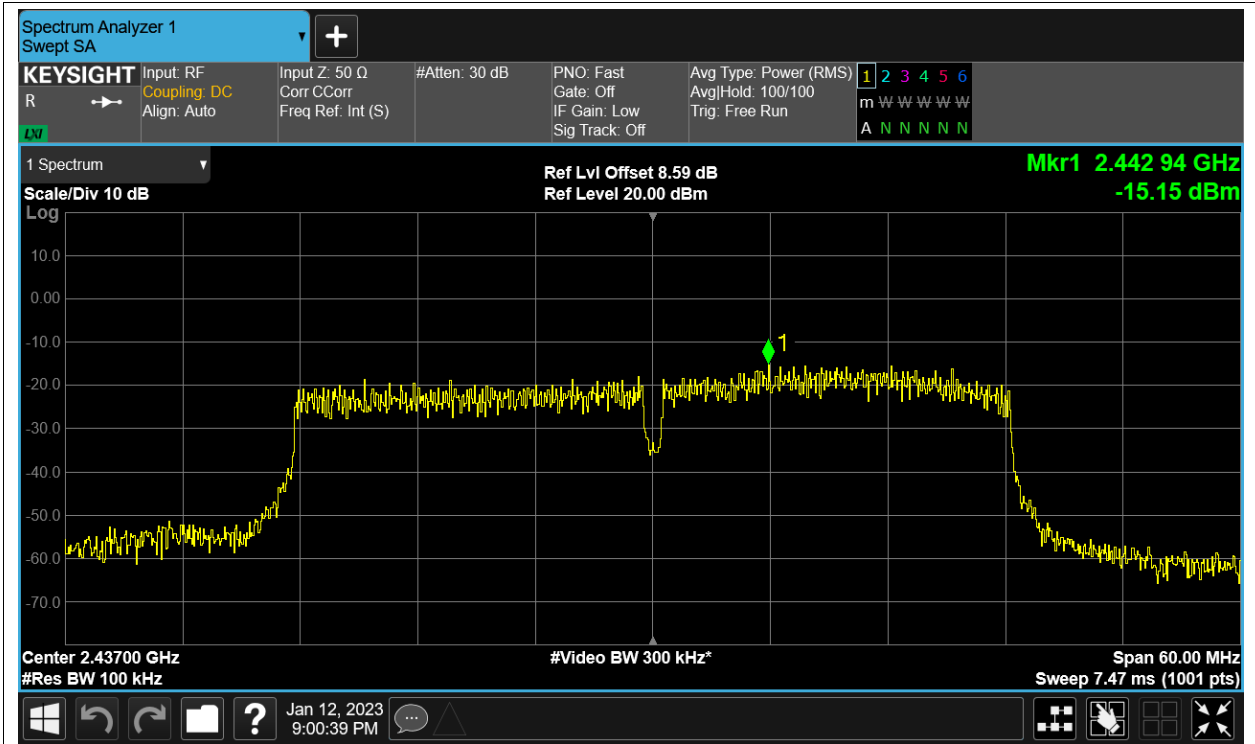 Spectrum Analyzer 1
Swept SA
KEYSIGHT
R
LXI
Input: RF
Coupling: DC
Align: Auto
Input Z: 50 Ω
Corr CCorr
Freq Ref: Int (S)
#Atten: 30 dB
PNO: Fast
Gate: Off
IF Gain: Low
Sig Track: Off
Avg Type: Power (RMS)
Avg|Hold: 100/100
Trig: Free Run
1 2 3 4 5 6
m W W W W W
A N N N N N
1 Spectrum
Scale/Div 10 dB
Ref Lvl Offset 8.59 dB
Ref Level 20.00 dBm
Mkr1 2.442 94 GHz
-15.15 dBm
Log
10.0
0.00
-10.0
1
-20.0
-30.0
-40.0
-50.0
-60.0
-70.0
Center 2.43700 GHz
#Video BW 300 kHz*
Span 60.00 MHz
#Res BW 100 kHz
Sweep 7.47 ms (1001 pts)
?
Jan 12, 2023
9:00:39 PM